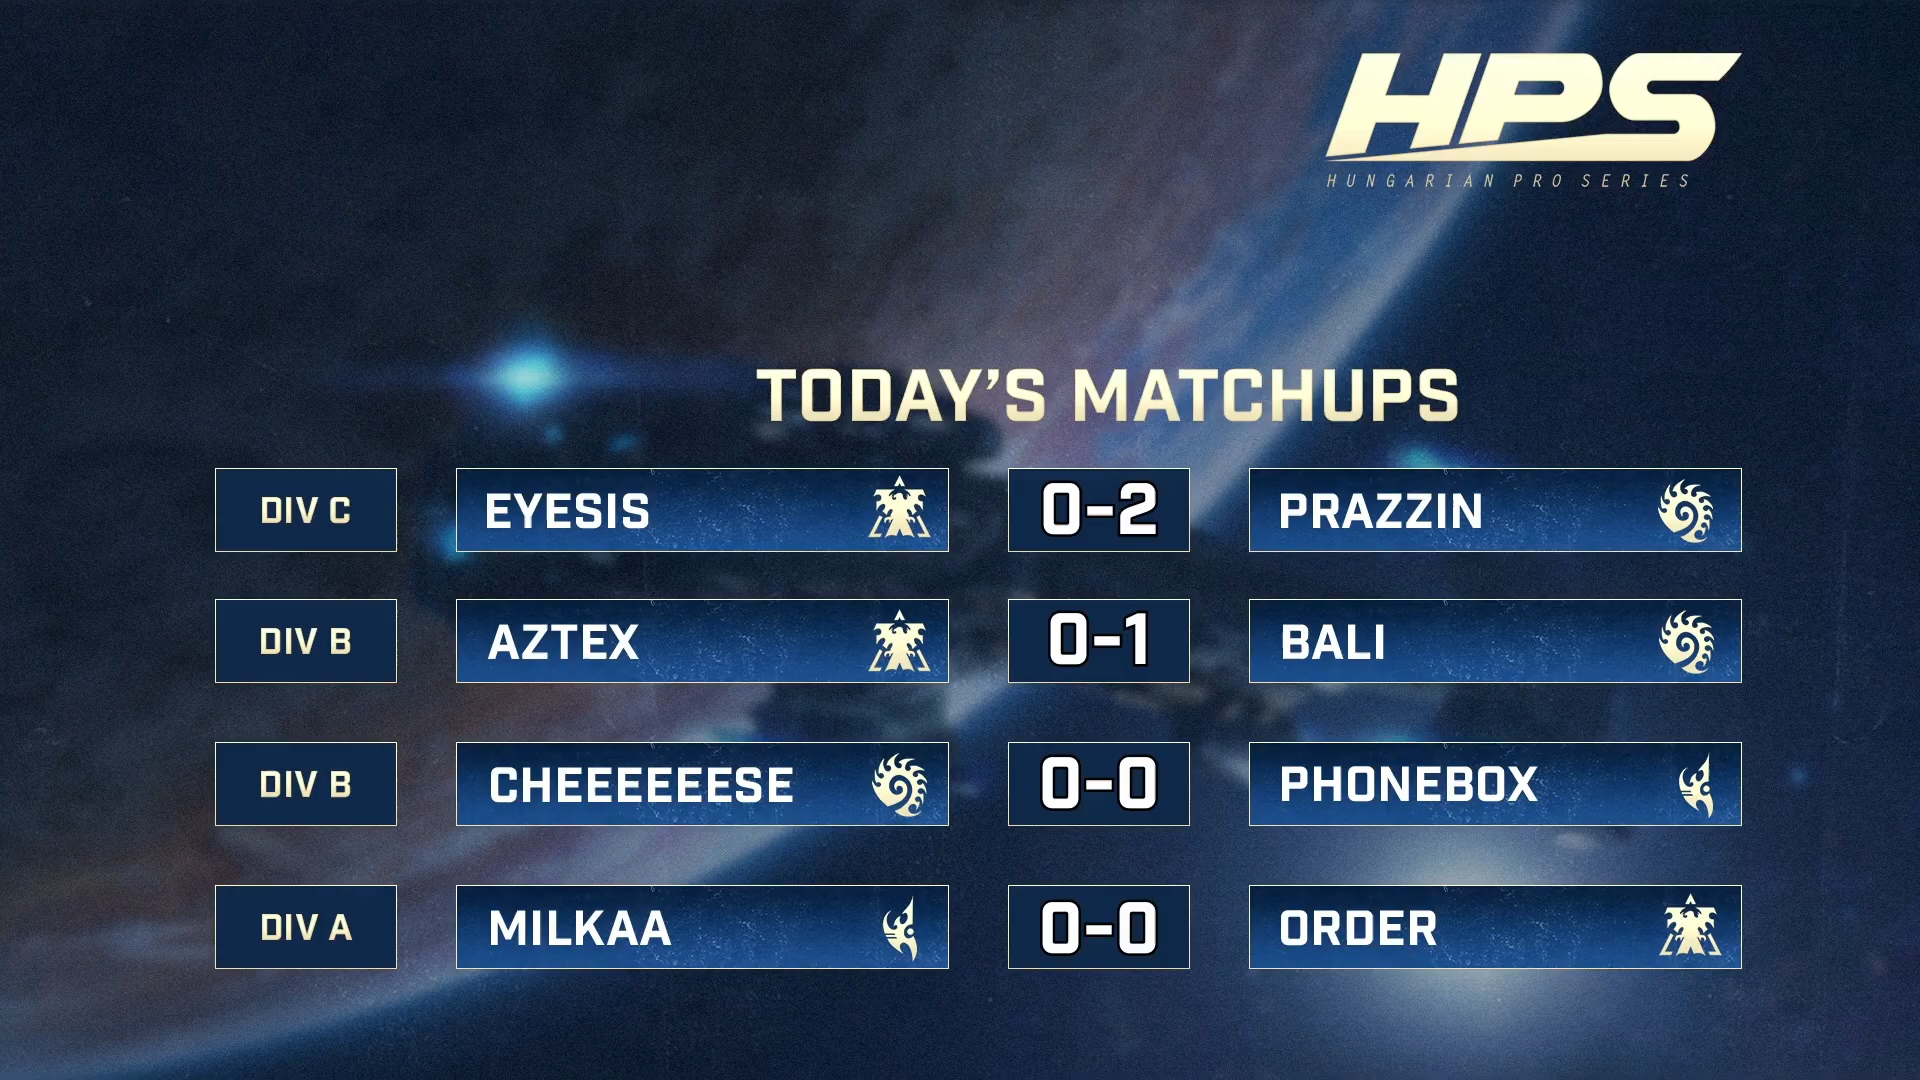 HPS
HUNGARIAN PRO SERIES
TODAY'S MATCHUPS
DIV C EYESIS 0-2 PRAZZIN
DIV B AZTEX 0-1 BALI
DIV B CHEEEEEESE 0-0 PHONEBOX
DIV A MILKAA 0-0 ORDER